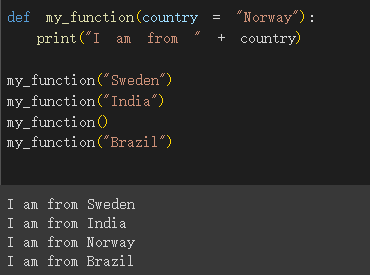 def my_function(country = "Norway"):
    print("I am from " + country)

my_function("Sweden")
my_function("India")
my_function()
my_function("Brazil")

I am from Sweden
I am from India
I am from Norway
I am from Brazil